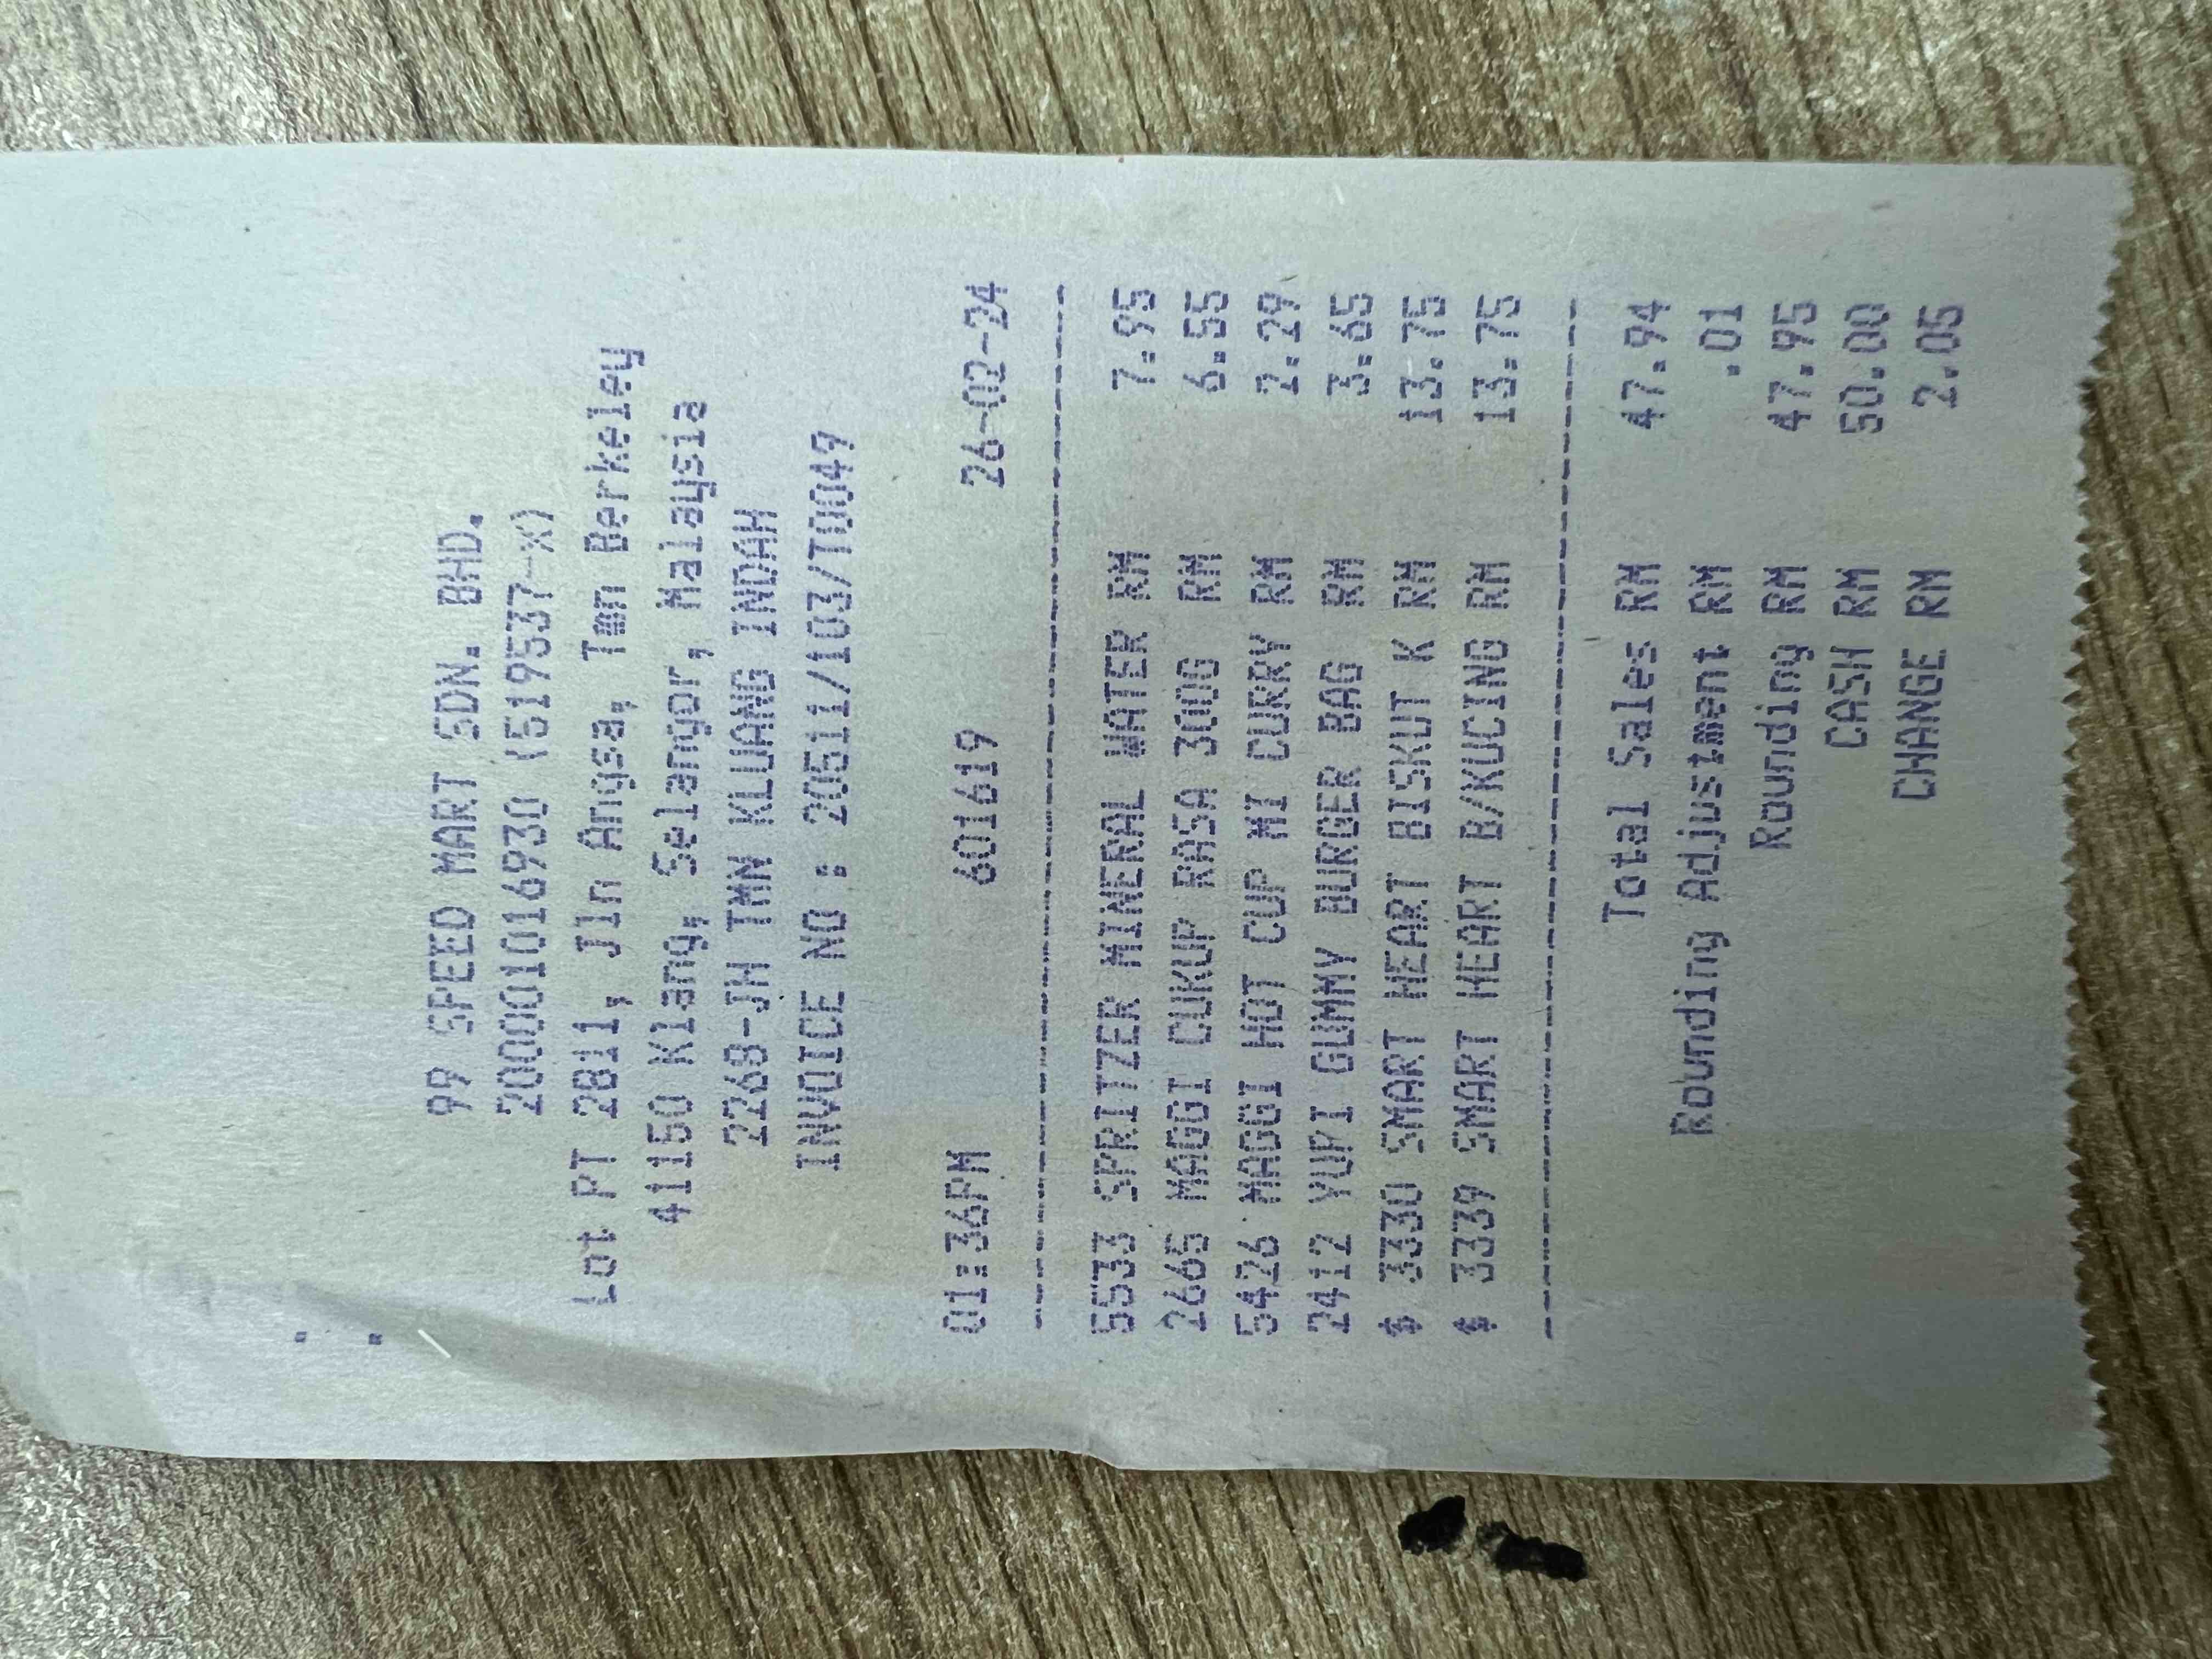 99 SPEED MART SDN. BHD.
200001016930 (519537-X)
Lot PT 2811, Jln Angsa, Tmn Berkeley
41150 Klang, Selangor, Malaysia
2268-JH TMN KLUANG INDAH
INVOICE NO : 20511/103/T0049
01:36PM 601619 26-02-24
5533 SPRITZER MINERAL WATER RM 7.95
2665 MAGGI CUKUP RASA 300G RM 6.55
5426 MAGGI HOT CUP MI CURRY RM 2.29
2412 YUPI GUMMY BURGER BAG RM 3.65
$ 3330 SMART HEART BISKUT K RM 13.75
$ 3339 SMART HEART B/KUCING RM 13.75
Total Sales RM 47.94
Rounding Adjustment RM .01
Rounding RM 47.95
CASH RM 50.00
CHANGE RM 2.05